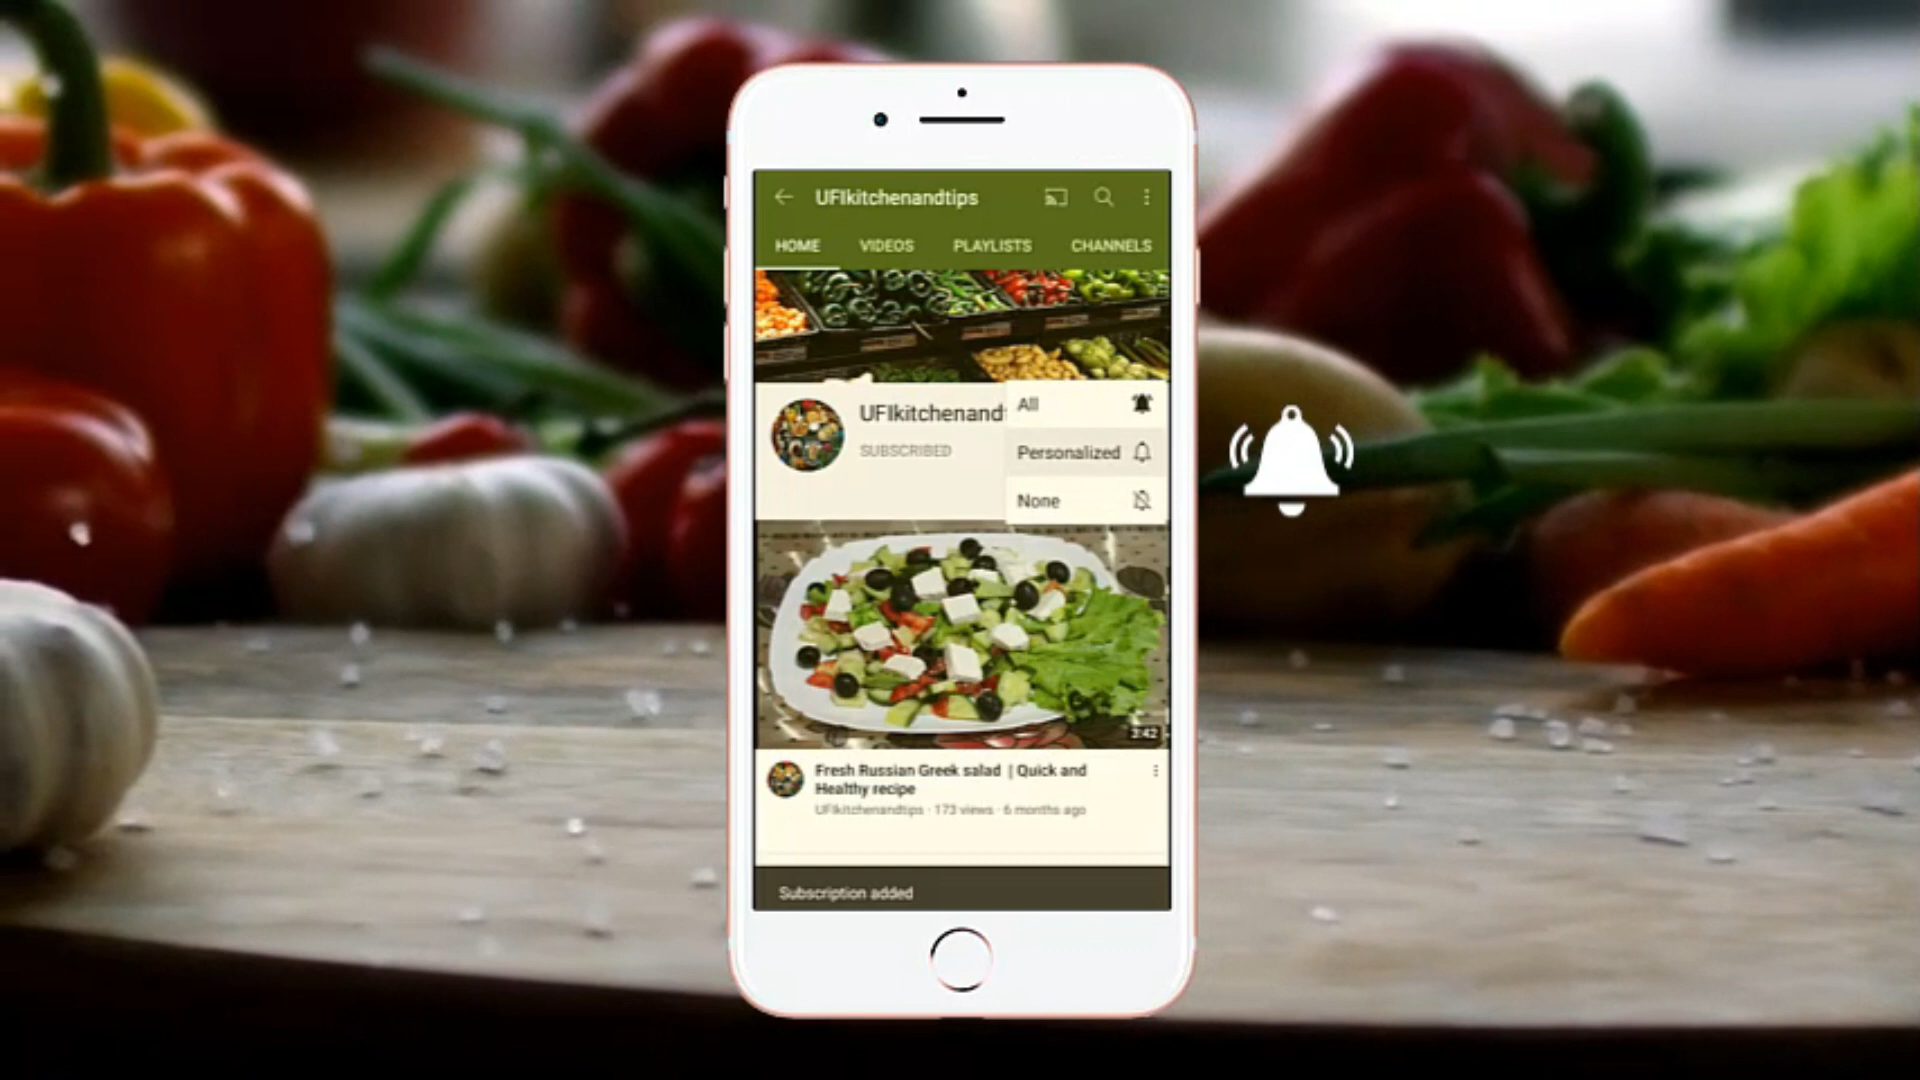 UFIkitchenandtips
HOME VIDEOS PLAYLISTS CHANNELS
UFIkitchenand
SUBSCRIBED
All
Personalized
None
3:42
Fresh Russian Greek salad | Quick and
Healthy recipe
UFIkitchenandtips · 173 views · 6 months ago
Subscription added